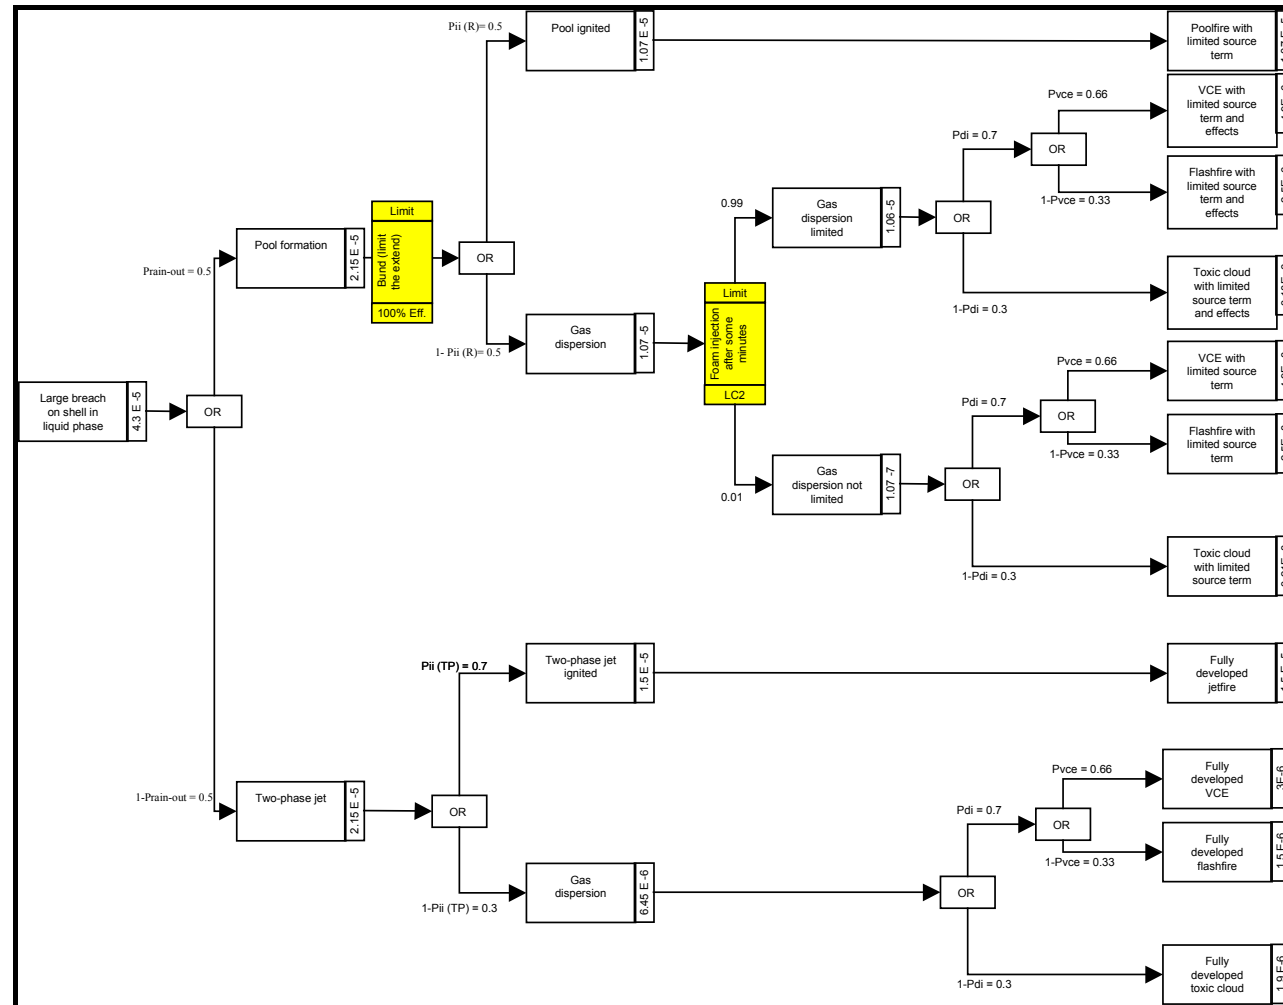 Large breach
on shell in
liquid phase
4.3 E -5
OR
Prain-out = 0.5
Pool formation
2.15 E -5
Limit
Bund (limit
the extend)
100% Eff.
OR
Pii (R)= 0.5
Pool ignited
1.07 E -5
Poolfire with
limited source
term
1- Pii (R)= 0.5
Gas
dispersion
1.07 -5
Limit
Foam injection
after some
minutes
LC2
0.99
Gas
dispersion
limited
1.06 -5
OR
Pdi = 0.7
OR
Pvce = 0.66
VCE with
limited source
term and
effects
1-Pvce = 0.33
Flashfire with
limited source
term and
effects
1-Pdi = 0.3
Toxic cloud
with limited
source term
and effects
0.01
Gas
dispersion not
limited
1.07 -7
OR
Pdi = 0.7
OR
Pvce = 0.66
VCE with
limited source
term
1-Pvce = 0.33
Flashfire with
limited source
term
1-Pdi = 0.3
Toxic cloud
with limited
source term
1-Prain-out = 0.5
Two-phase jet
2.15 E -5
OR
Pii (TP) = 0.7
Two-phase jet
ignited
1.5 E -5
Fully
developed
jetfire
1-Pii (TP) = 0.3
Gas
dispersion
6.45 E -6
OR
Pdi = 0.7
OR
Pvce = 0.66
Fully
developed
VCE
3E-6
1-Pvce = 0.33
Fully
developed
flashfire
1.5 E-6
1-Pdi = 0.3
Fully
developed
toxic cloud
1.9 E-6